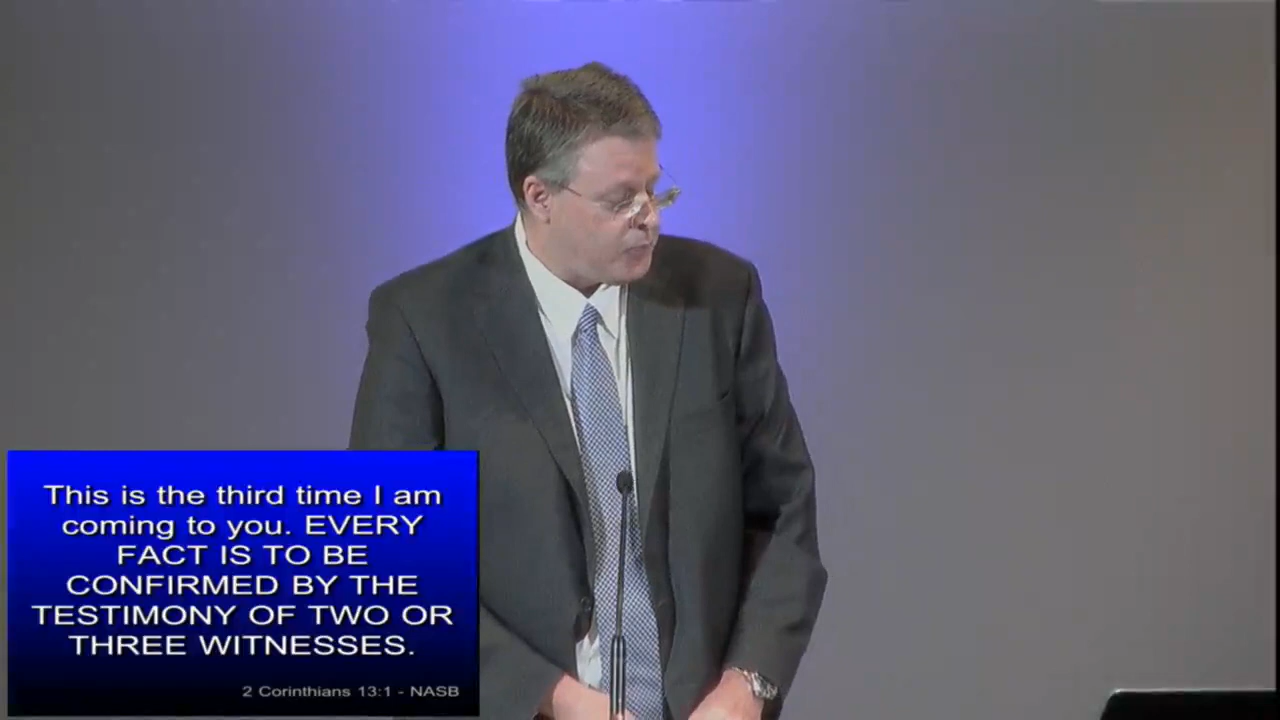 This is the third time I am
coming to you. EVERY
FACT IS TO BE
CONFIRMED BY THE
TESTIMONY OF TWO OR
THREE WITNESSES.
2 Corinthians 13:1 - NASB